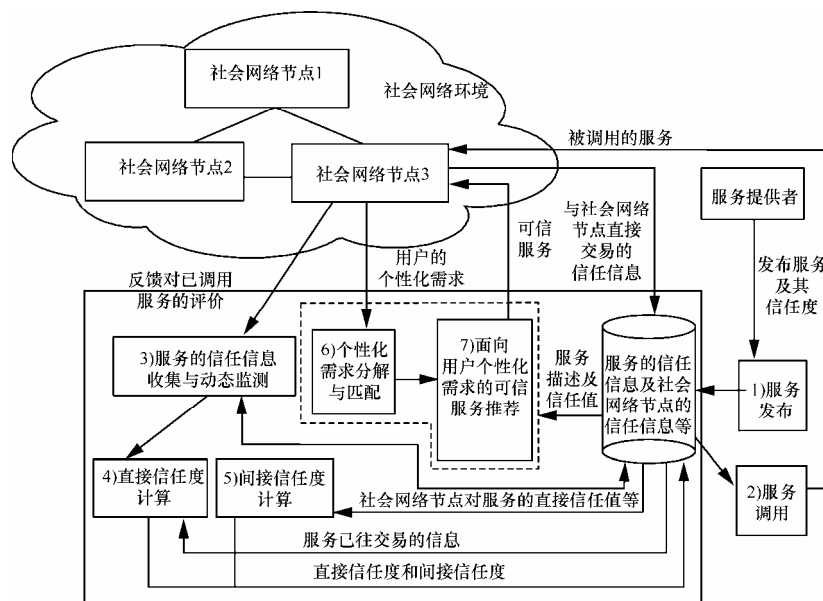 社会网络节点1
社会网络环境
社会网络节点2
社会网络节点3
被调用的服务
服务提供者
与社会网络
节点直接
交易的
信任信息
可信
服务
用户的
个性化需求
反馈对已调用
服务的评价
发布服务
及其
信任度
3)服务的信任信息
收集与动态监测
6)个性化
需求分解
与匹配
7)面向
用户个性化
需求的可信
服务推荐
服务
描述及
信任值
服务的信任
信息及社会
网络节点的
信任信息等
1)服务
发布
4)直接信任度
计算
5)间接信任度
计算
社会网络节点对服务的直接信任值等
2)服务
调用
服务已往交易的信息
直接信任度和间接信任度